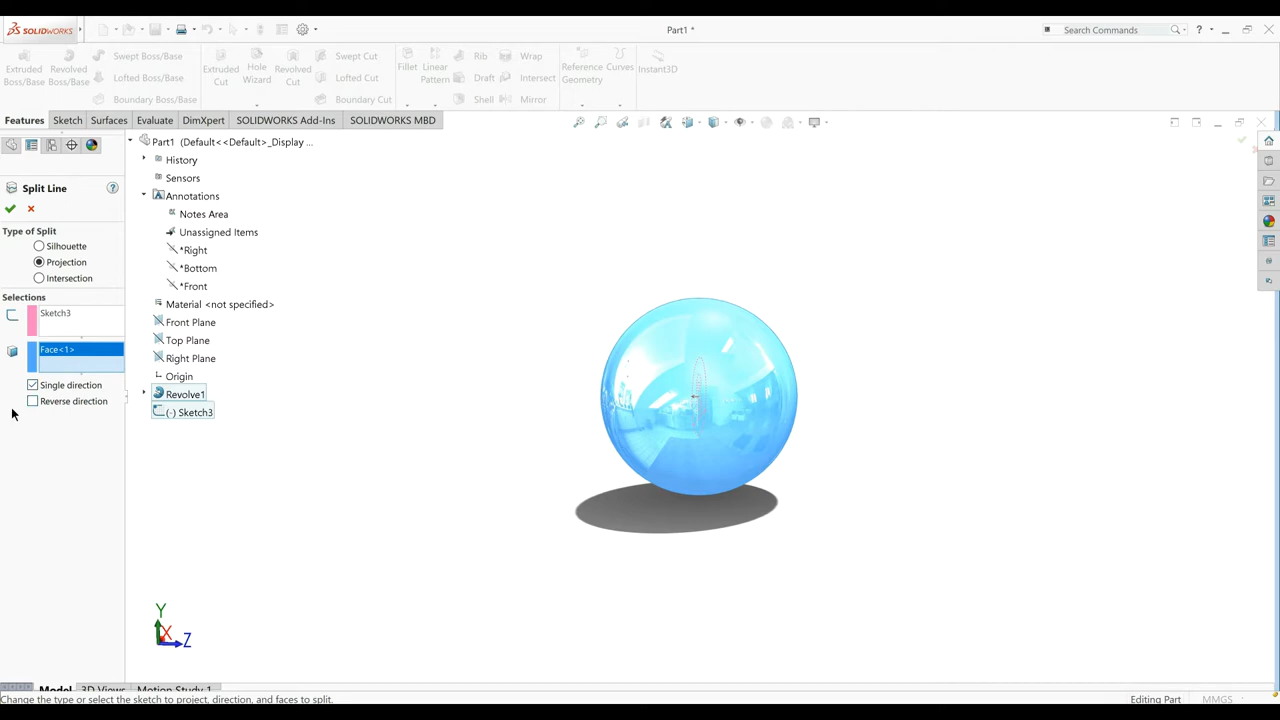 SOLIDWORKS
Part1 *
Search Commands
?
Extruded Boss/Base
Revolved Boss/Base
Swept Boss/Base
Lofted Boss/Base
Boundary Boss/Base
Extruded Cut
Hole Wizard
Revolved Cut
Swept Cut
Lofted Cut
Boundary Cut
Fillet
Linear Pattern
Rib
Draft
Shell
Wrap
Intersect
Mirror
Reference Geometry
Curves
Instant3D
Features
Sketch
Surfaces
Evaluate
DimXpert
SOLIDWORKS Add-Ins
SOLIDWORKS MBD
Split Line
?
Type of Split
Silhouette
Projection
Intersection
Selections
Sketch3
Face<1>
Single direction
Reverse direction
Part1 (Default<<Default>_Display ...
History
Sensors
Annotations
Notes Area
Unassigned Items
*Right
*Bottom
*Front
Material <not specified>
Front Plane
Top Plane
Right Plane
Origin
Revolve1
(-) Sketch3
Y
X
Z
Model
3D Views
Motion Study 1
Change the type or select the sketch to project, direction, and faces to split.
Editing Part
MMGS